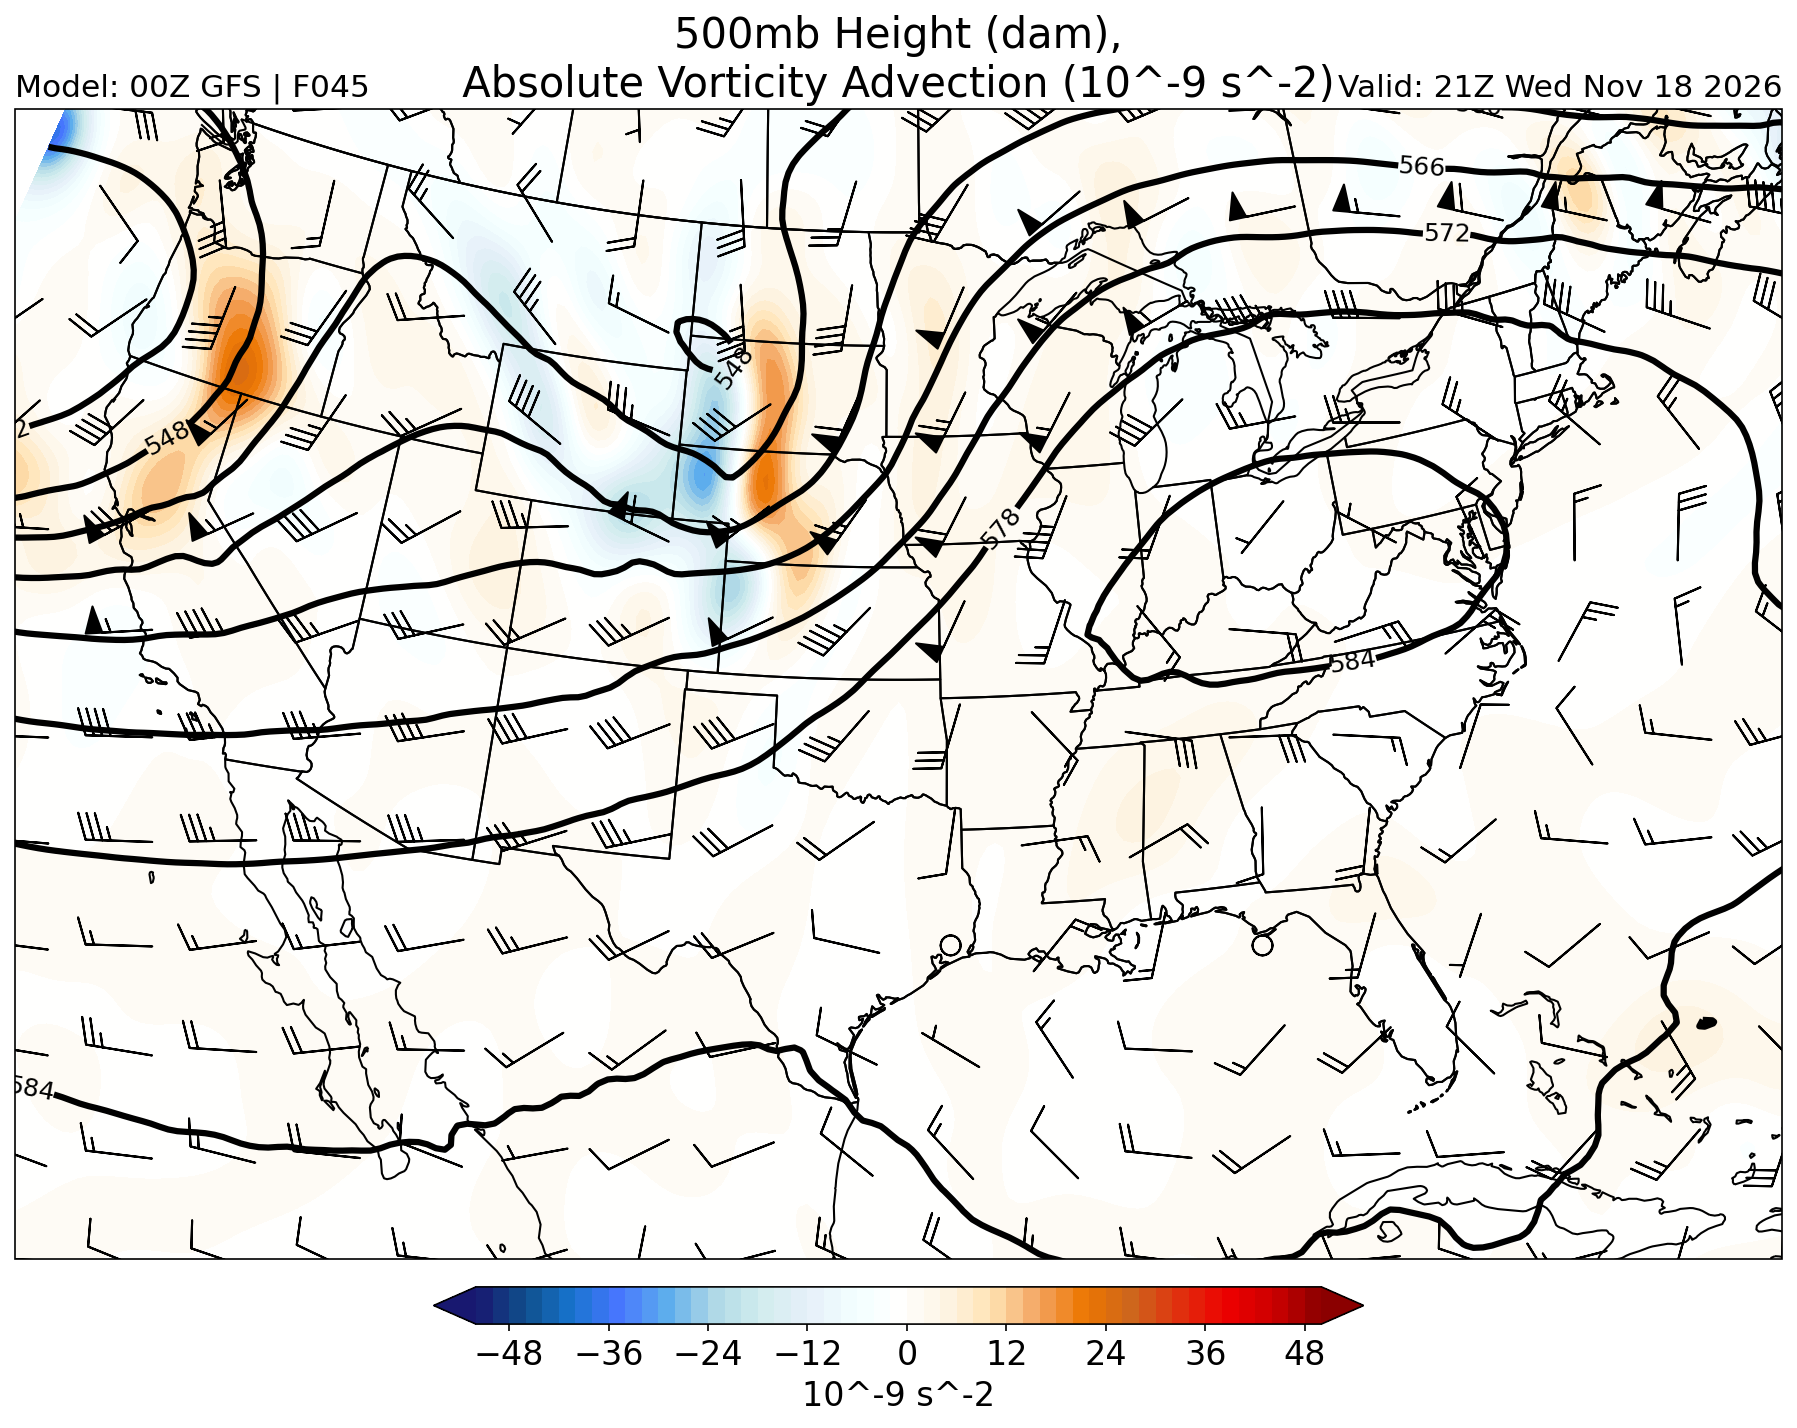 500mb Height (dam),
Model: 00Z GFS | F045
Absolute Vorticity Advection (10^-9 s^-2)
Valid: 21Z Wed Nov 18 2026
566
572
548
548
2
578
584
584
−48 −36 −24 −12 0 12 24 36 48
10^-9 s^-2